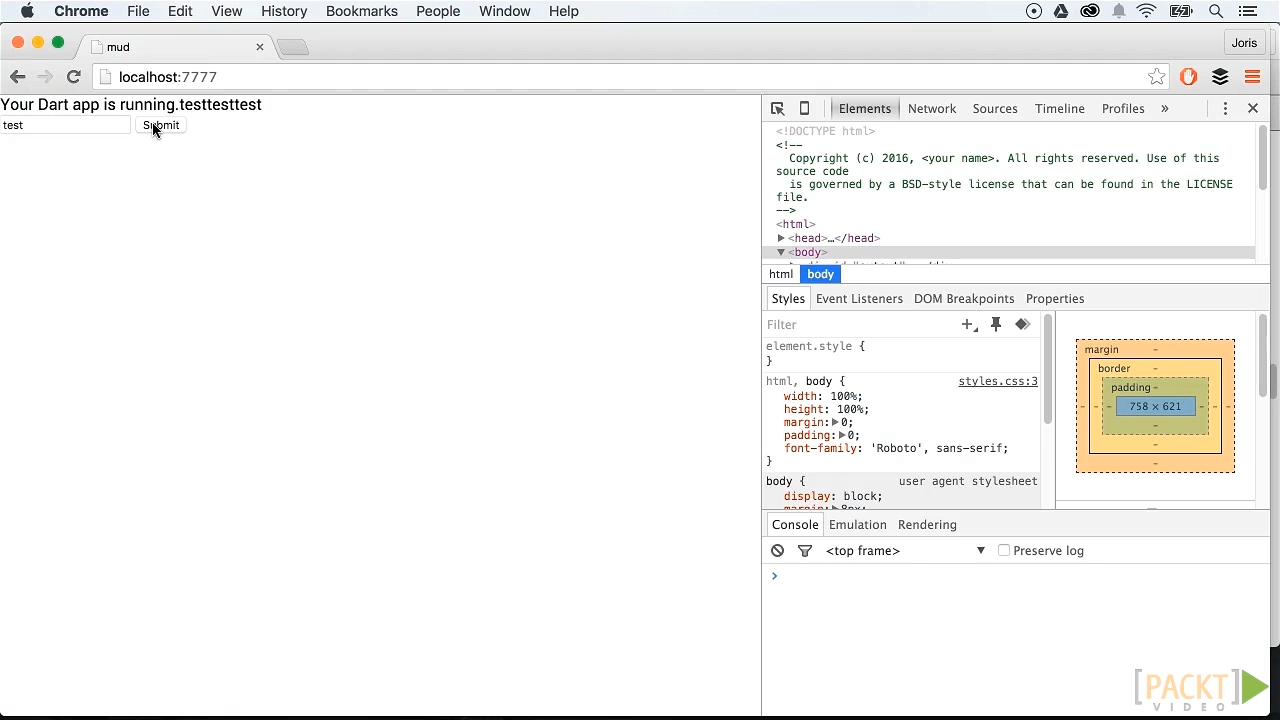 Chrome File Edit View History Bookmarks People Window Help
mud
Joris
localhost:7777
Your Dart app is running.testtesttest
test Submit
Elements Network Sources Timeline Profiles »
<!DOCTYPE html>
<!--
Copyright (c) 2016, <your name>. All rights reserved. Use of this
source code
is governed by a BSD-style license that can be found in the LICENSE
file.
-->
<html>
▶<head>…</head>
▼<body>
html body
Styles Event Listeners DOM Breakpoints Properties
Filter
element.style {
}
html, body { styles.css:3
width: 100%;
height: 100%;
margin:▶0;
padding:▶0;
font-family: 'Roboto', sans-serif;
}
body { user agent stylesheet
display: block;
margin:▶8px;
margin -
border -
padding -
- - - 758 × 621 - - -
-
-
-
Console Emulation Rendering
<top frame> ▼ Preserve log
>
[PACKT]
VIDEO